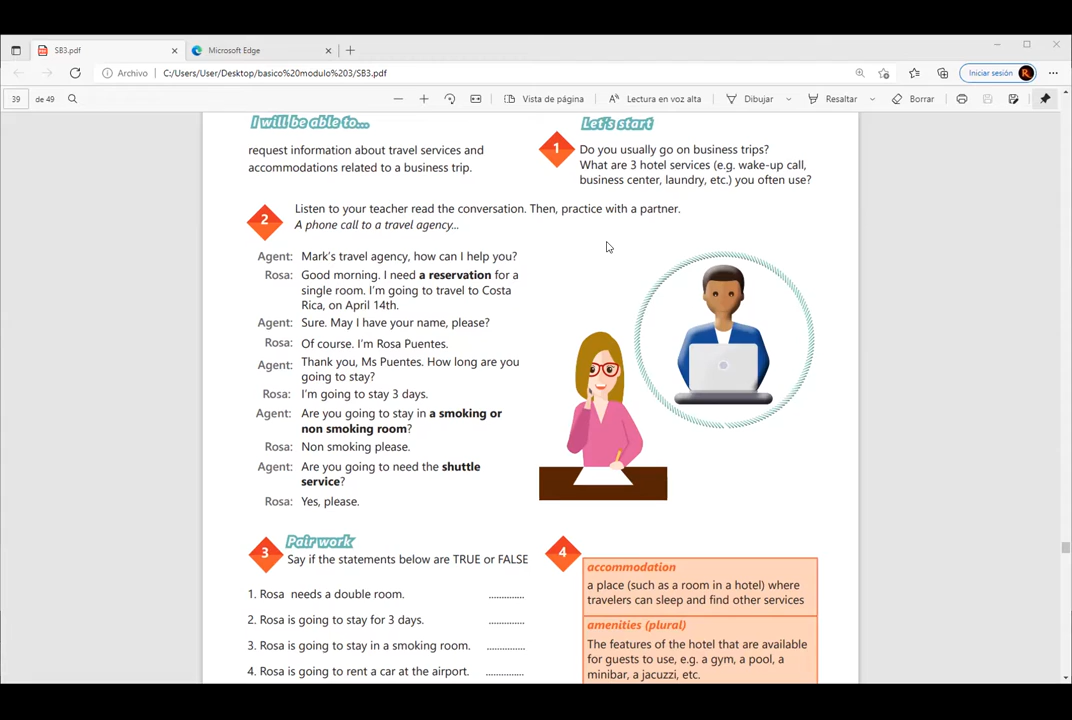 SB3.pdf
Microsoft Edge
Archivo
C:/Users/User/Desktop/basico%20modulo%203/SB3.pdf
Iniciar sesión
39
de 49
Vista de página
Lectura en voz alta
Dibujar
Resaltar
Borrar
I will be able to...
request information about travel services and
accommodations related to a business trip.
Let's start
1
Do you usually go on business trips?
What are 3 hotel services (e.g. wake-up call,
business center, laundry, etc.) you often use?
2
Listen to your teacher read the conversation. Then, practice with a partner.
A phone call to a travel agency...
Agent: Mark's travel agency, how can I help you?
Rosa: Good morning. I need a reservation for a
single room. I'm going to travel to Costa
Rica, on April 14th.
Agent: Sure. May I have your name, please?
Rosa: Of course. I'm Rosa Puentes.
Agent: Thank you, Ms Puentes. How long are you
going to stay?
Rosa: I'm going to stay 3 days.
Agent: Are you going to stay in a smoking or
non smoking room?
Rosa: Non smoking please.
Agent: Are you going to need the shuttle
service?
Rosa: Yes, please.
3
Pair work
Say if the statements below are TRUE or FALSE
1. Rosa needs a double room. ..............
2. Rosa is going to stay for 3 days. ..............
3. Rosa is going to stay in a smoking room. ...............
4. Rosa is going to rent a car at the airport. ...............
4
accommodation
a place (such as a room in a hotel) where
travelers can sleep and find other services
amenities (plural)
The features of the hotel that are available
for guests to use, e.g. a gym, a pool, a
minibar, a jacuzzi, etc.